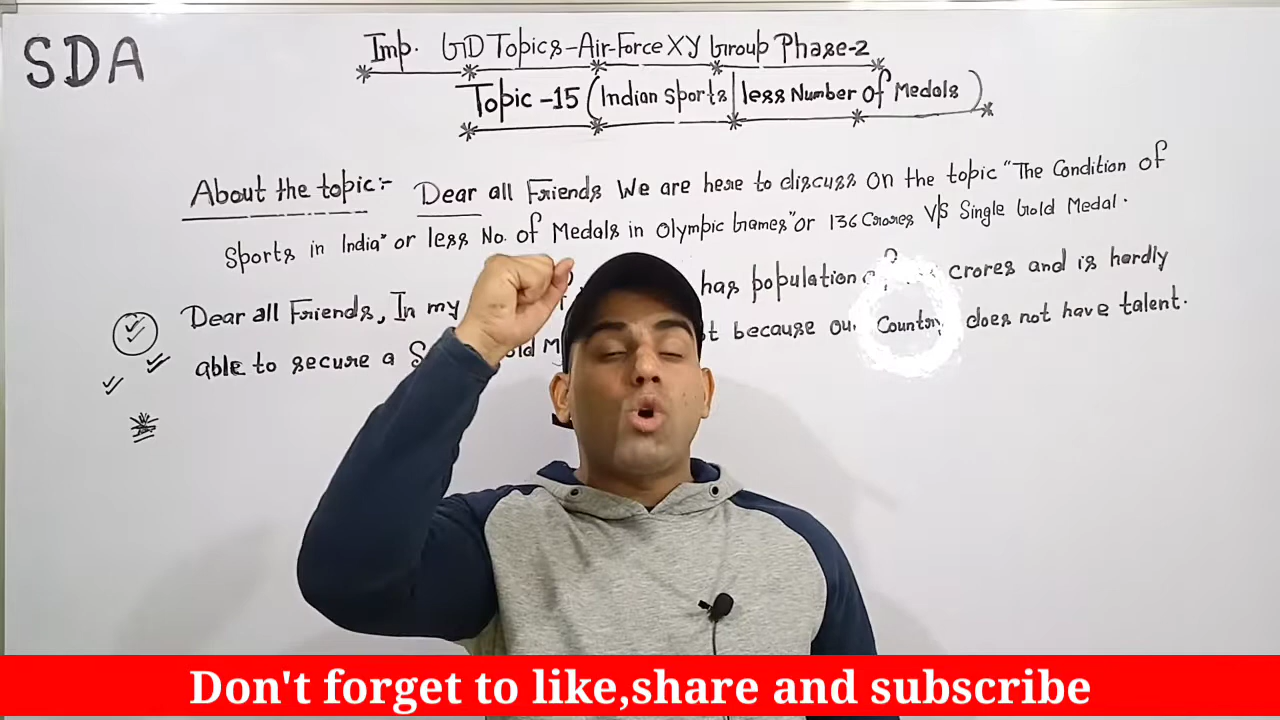 SDA
Imp. GD Topics-Air-Force XY Group Phase-2
Topic -15 (Indian Sports| less Number of Medals)
About the topic:- Dear all Friends We are here to discuss on the topic "The Condition of
Sports in India" or less No. of Medals in Olympic Games" or 136 Crores V/S Single Gold Medal.
Dear all Friends, In my has population crores and is hardly
able to secure a because our Country does not have talent.
Don't forget to like,share and subscribe